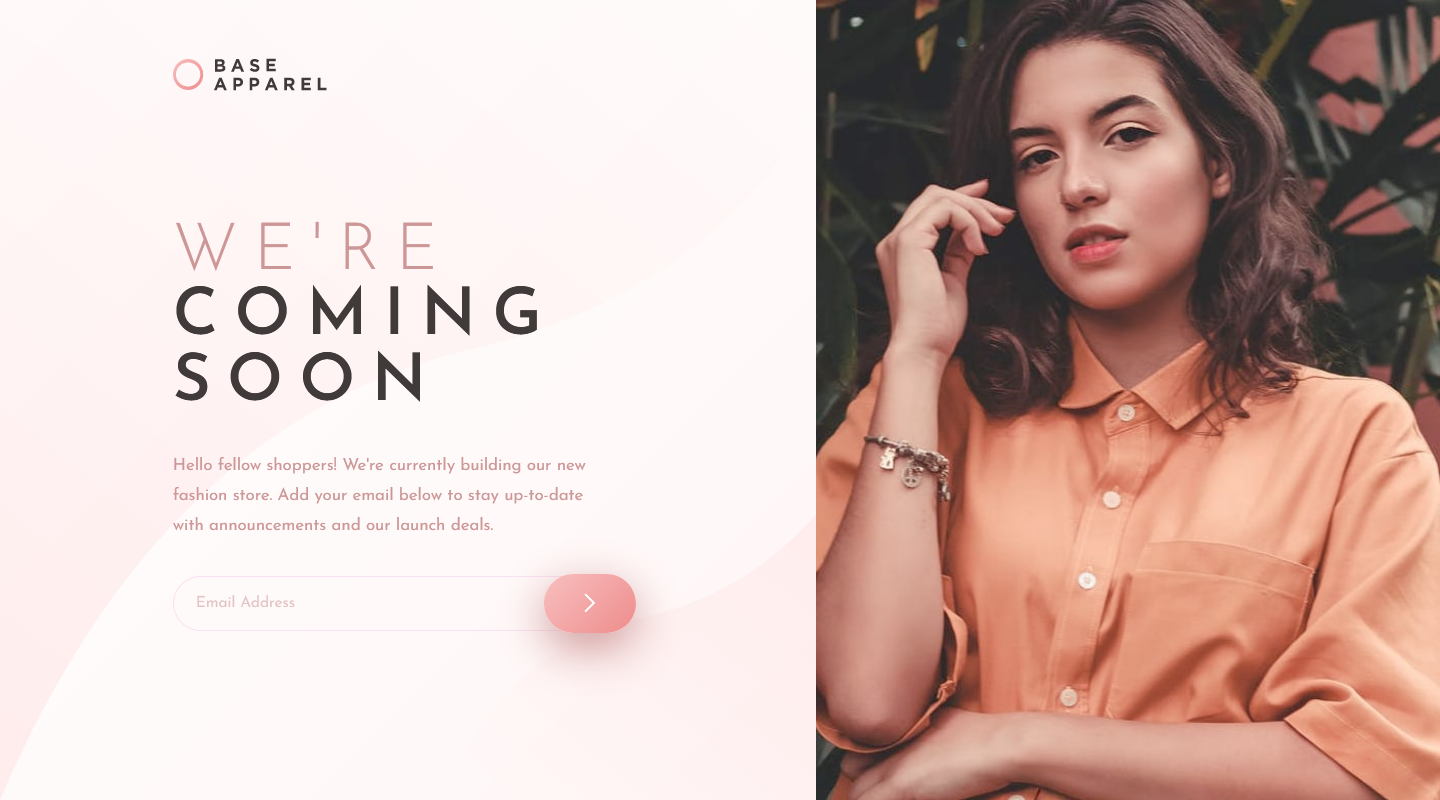 BASE
APPAREL
WE'RE
COMING
SOON
Hello fellow shoppers! We're currently building our new
fashion store. Add your email below to stay up-to-date
with announcements and our launch deals.
Email Address